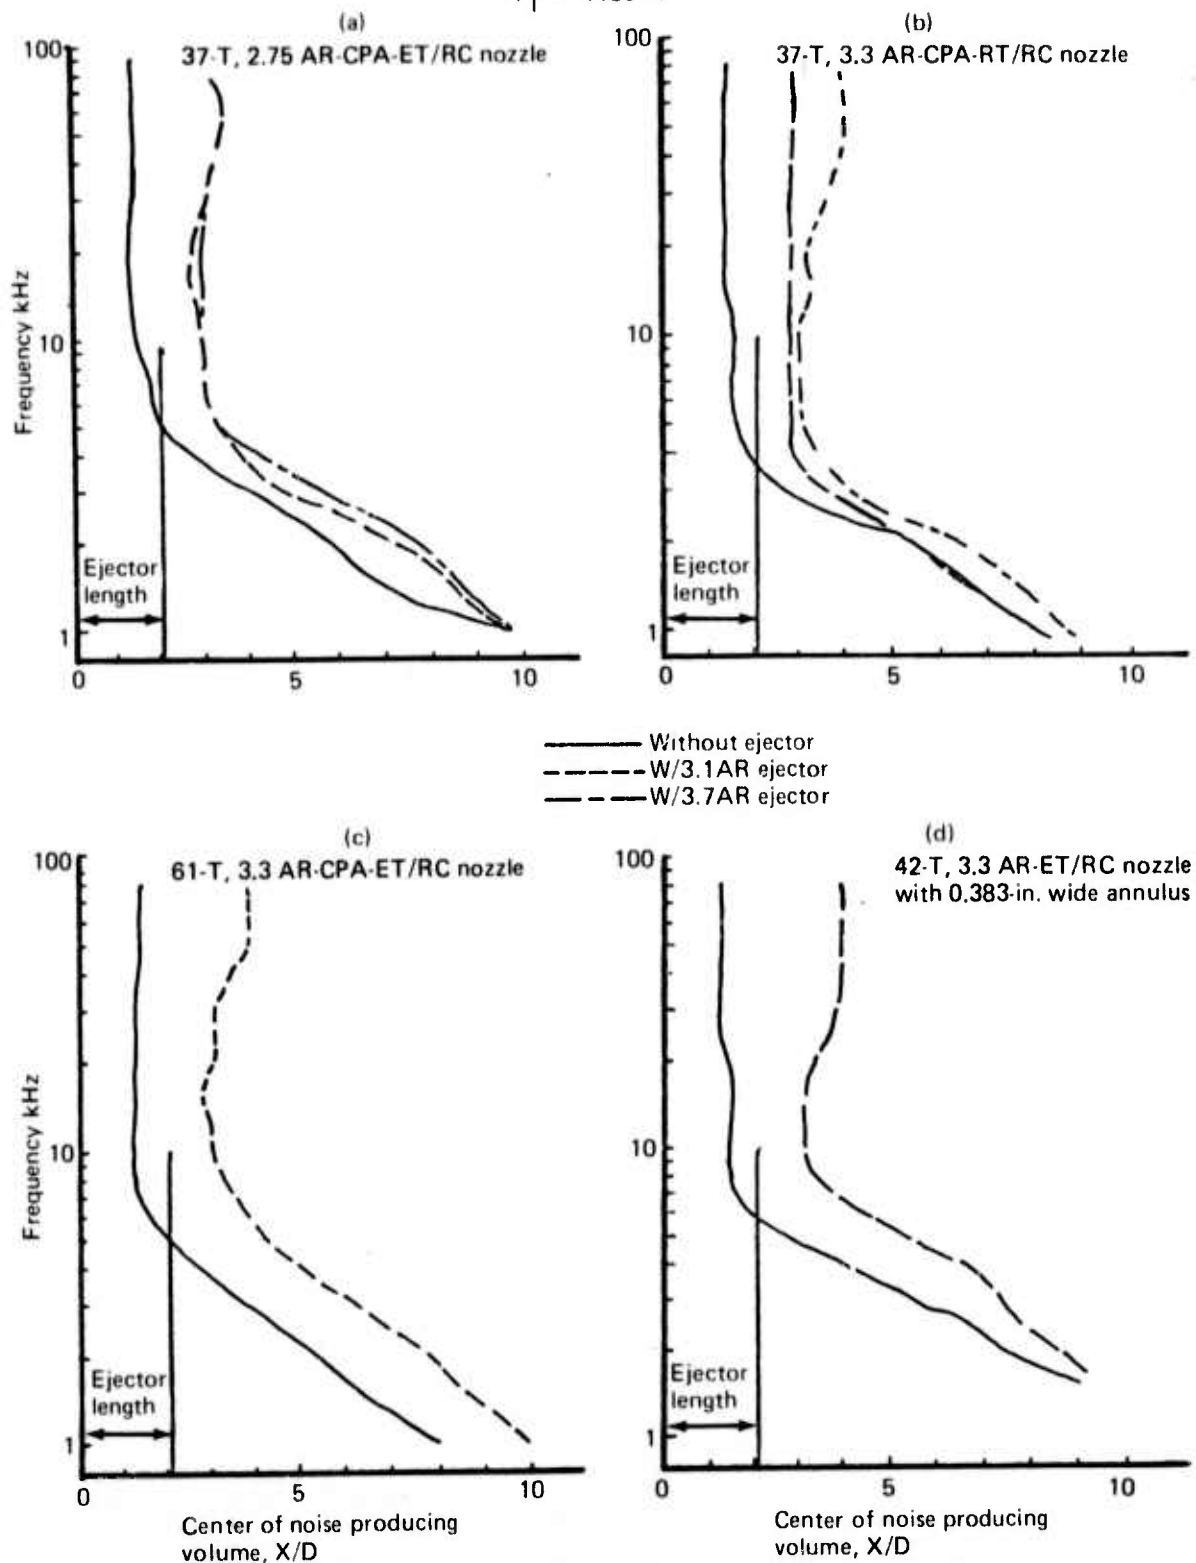 (a)
37-T, 2.75 AR-CPA-ET/RC nozzle
(b)
37-T, 3.3 AR-CPA-RT/RC nozzle
100
10
1
Frequency kHz
Ejector
length
0
5
10
100
10
1
Ejector
length
0
5
10
Without ejector
W/3.1AR ejector
W/3.7AR ejector
(c)
61-T, 3.3 AR-CPA-ET/RC nozzle
(d)
42-T, 3.3 AR-ET/RC nozzle
with 0.383-in. wide annulus
100
10
1
Frequency kHz
Ejector
length
0
5
10
Center of noise producing
volume, X/D
100
10
1
Ejector
length
0
5
10
Center of noise producing
volume, X/D